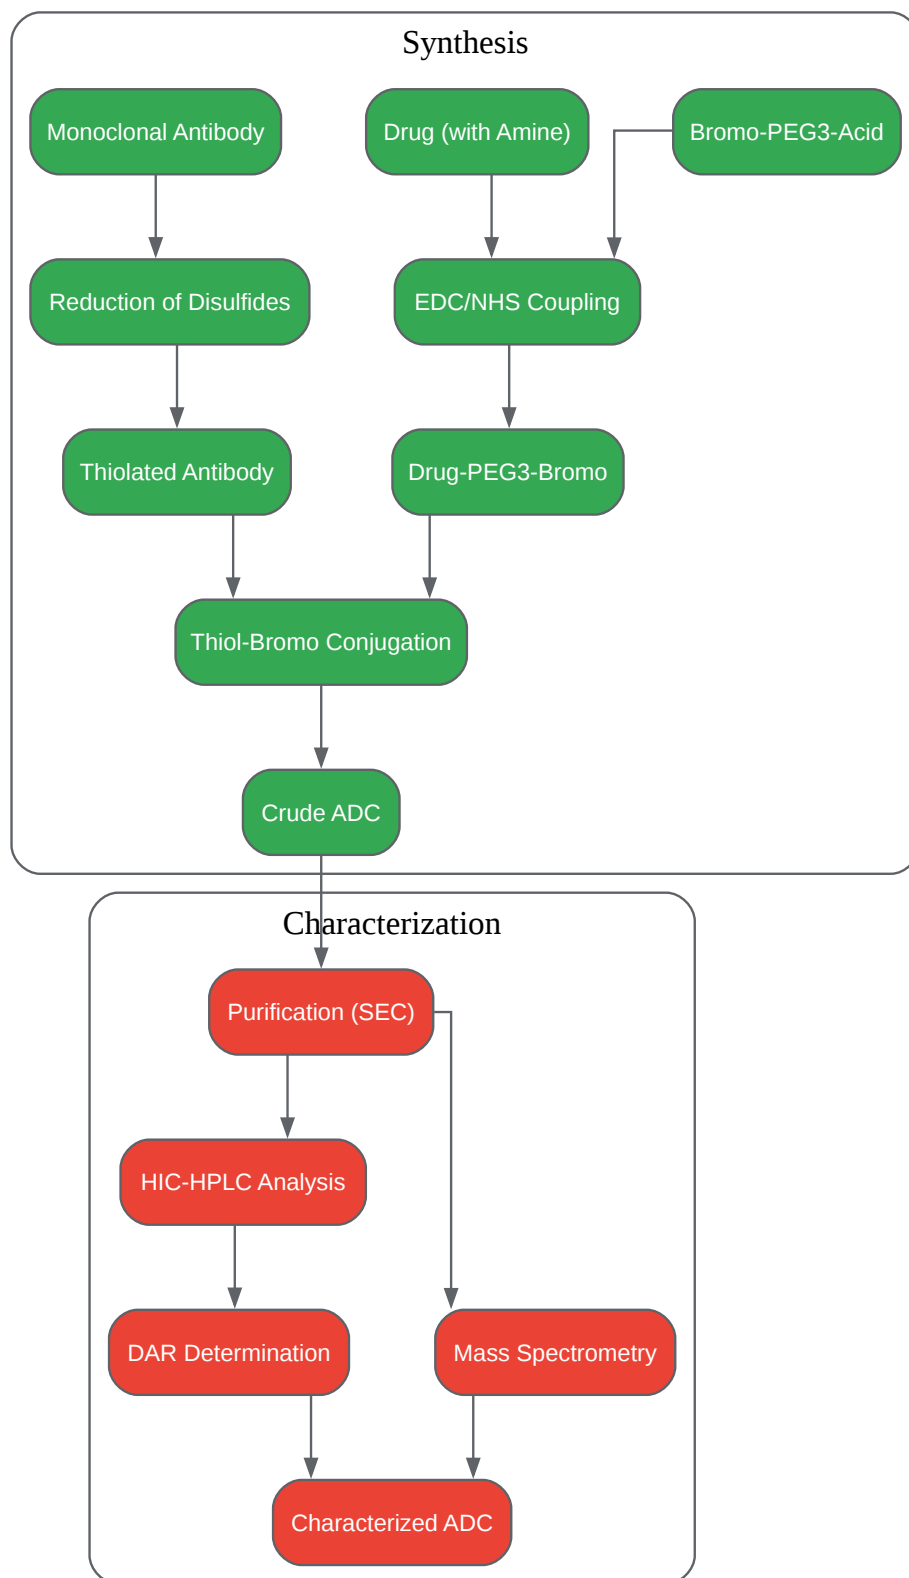 Synthesis
Monoclonal Antibody
Drug (with Amine)
Bromo-PEG3-Acid
Reduction of Disulfides
EDC/NHS Coupling
Thiolated Antibody
Drug-PEG3-Bromo
Thiol-Bromo Conjugation
Crude ADC
Characterization
Purification (SEC)
HIC-HPLC Analysis
DAR Determination
Mass Spectrometry
Characterized ADC